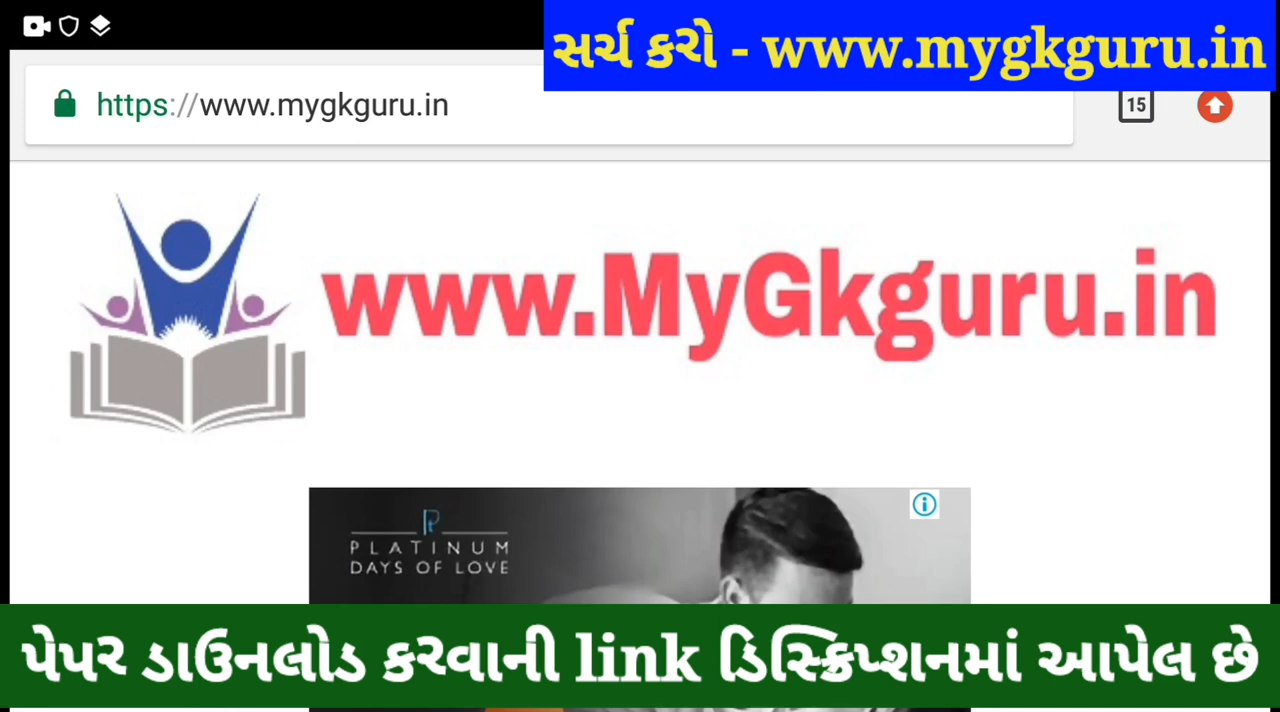 સર્ચ કરો - www.mygkguru.in
https://www.mygkguru.in
15
www.MyGkguru.in
PLATINUM
DAYS OF LOVE
પેપર ડાઉનલોડ કરવાની link ડિસ્ક્રિપ્શનમાં આપેલ છે